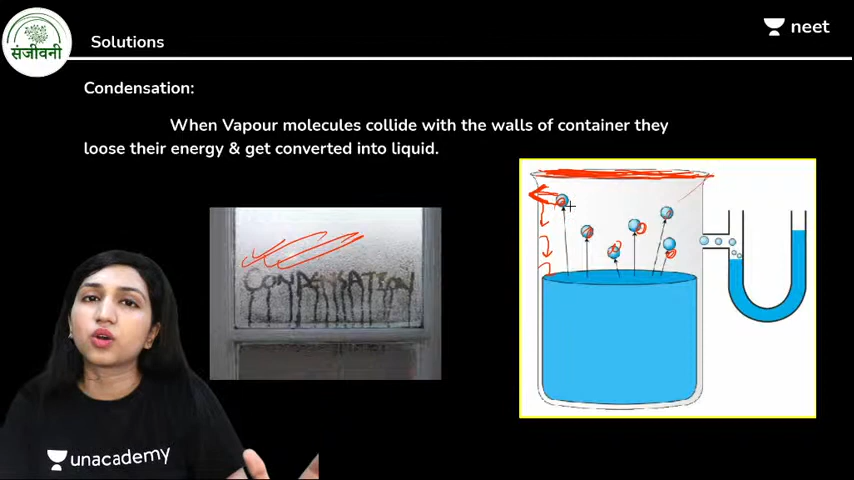 संजीवनी
Solutions
neet
Condensation:
When Vapour molecules collide with the walls of container they
loose their energy & get converted into liquid.
CONDENSATION
unacademy